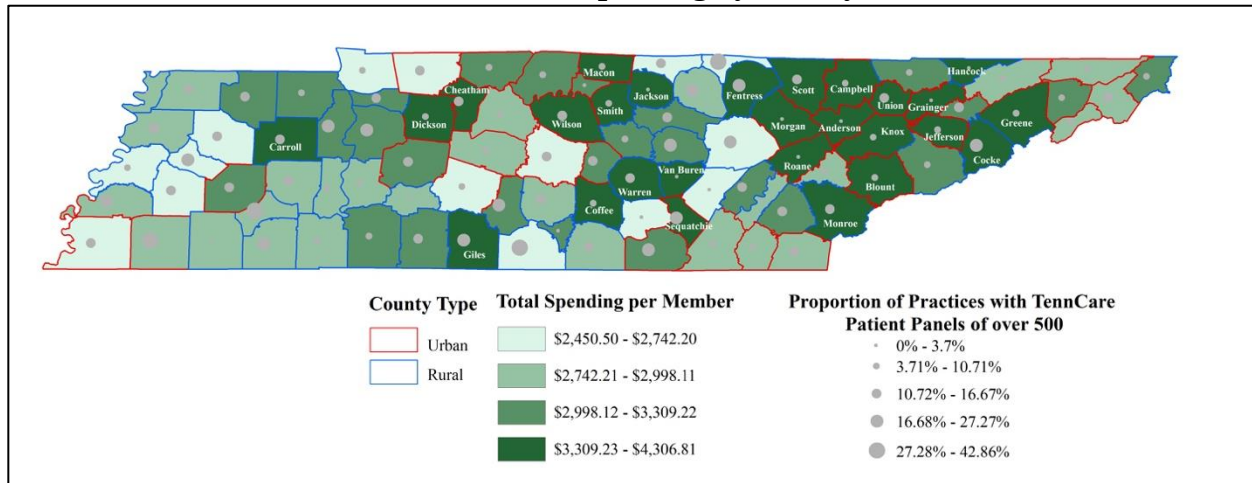 Macon
Hancock
Cheatham
Jackson
Fentress
Scott
Campbell
Union
Grainger
Dickson
Smith
Wilson
Greene
Morgan
Anderson
Knox
Jefferson
Carroll
Cocke
Roane
Van Buren
Warren
Blount
Coffee
Monroe
Sequatchie
Giles
County Type
Urban
Rural
Total Spending per Member
$2,450.50 - $2,742.20
$2,742.21 - $2,998.11
$2,998.12 - $3,309.22
$3,309.23 - $4,306.81
Proportion of Practices with TennCare
Patient Panels of over 500
0% - 3.7%
3.71% - 10.71%
10.72% - 16.67%
16.68% - 27.27%
27.28% - 42.86%